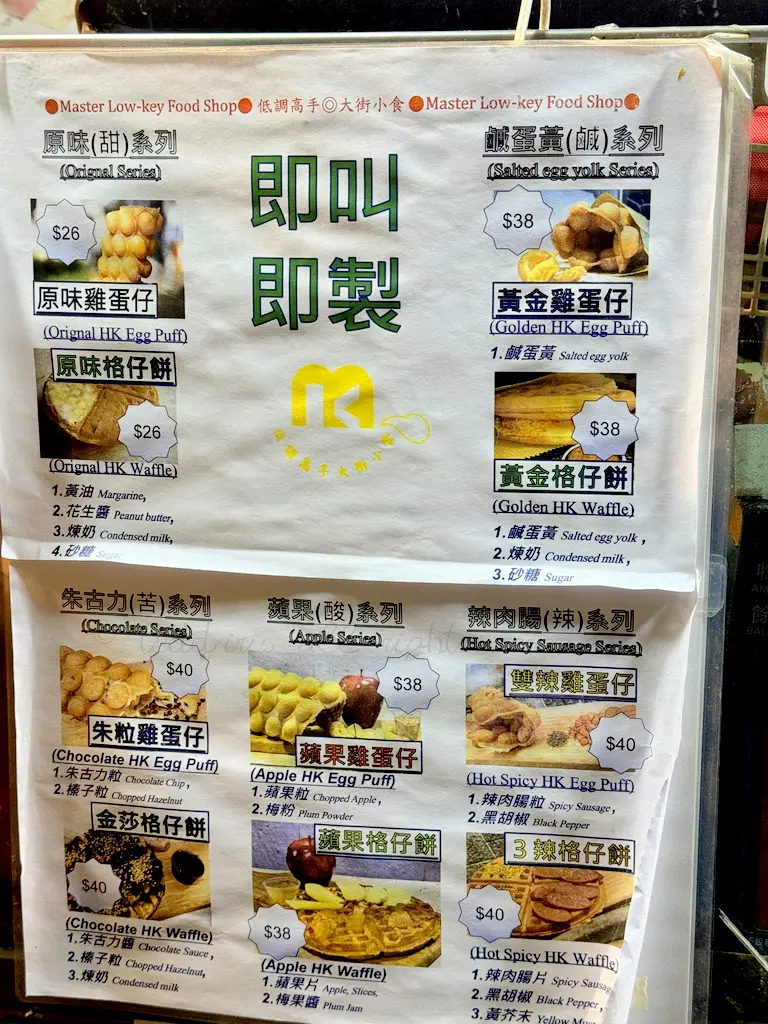 ●Master Low-key Food Shop● 低調高手◎大街小食 ●Master Low-key Food Shop●
原味(甜)系列
(Orignal Series)
$26
原味雞蛋仔
(Orignal HK Egg Puff)
原味格仔餅
$26
(Orignal HK Waffle)
1.黃油 Margarine,
2.花生醬 Peanut butter,
3.煉奶 Condensed milk,
4.砂糖 Sugar
即叫
即製
低調高手大街小食
鹹蛋黃(鹹)系列
(Salted egg yolk Series)
$38
黃金雞蛋仔
(Golden HK Egg Puff)
1.鹹蛋黃 Salted egg yolk
$38
黃金格仔餅
(Golden HK Waffle)
1.鹹蛋黃 Salted egg yolk ,
2.煉奶 Condensed milk,
3.砂糖 Sugar
朱古力(苦)系列
(Chocolate Series)
$40
朱粒雞蛋仔
(Chocolate HK Egg Puff)
1.朱古力粒 Chocolate Chip,
2.榛子粒 Chopped Hazelnut
金莎格仔餅
$40
(Chocolate HK Waffle)
1.朱古力醬 Chocolate Sauce,
2.榛子粒 Chopped Hazelnut,
3.煉奶 Condensed milk
蘋果(酸)系列
(Apple Series)
$38
蘋果雞蛋仔
(Apple HK Egg Puff)
1.蘋果粒 Chopped Apple,
2.梅粉 Plum Powder
蘋果格仔餅
$38
(Apple HK Waffle)
1.蘋果片 Apple, Slices,
2.梅果醬 Plum Jam
辣肉腸(辣)系列
(Hot Spicy Sausage Series)
雙辣雞蛋仔
$40
(Hot Spicy HK Egg Puff)
1.辣肉腸粒 Spicy Sausage,
2.黑胡椒 Black Pepper
3辣格仔餅
$40
(Hot Spicy HK Waffle)
1.辣肉腸片 Spicy Sausag
2.黑胡椒 Black Pepper,
3.黃芥末 Yellow